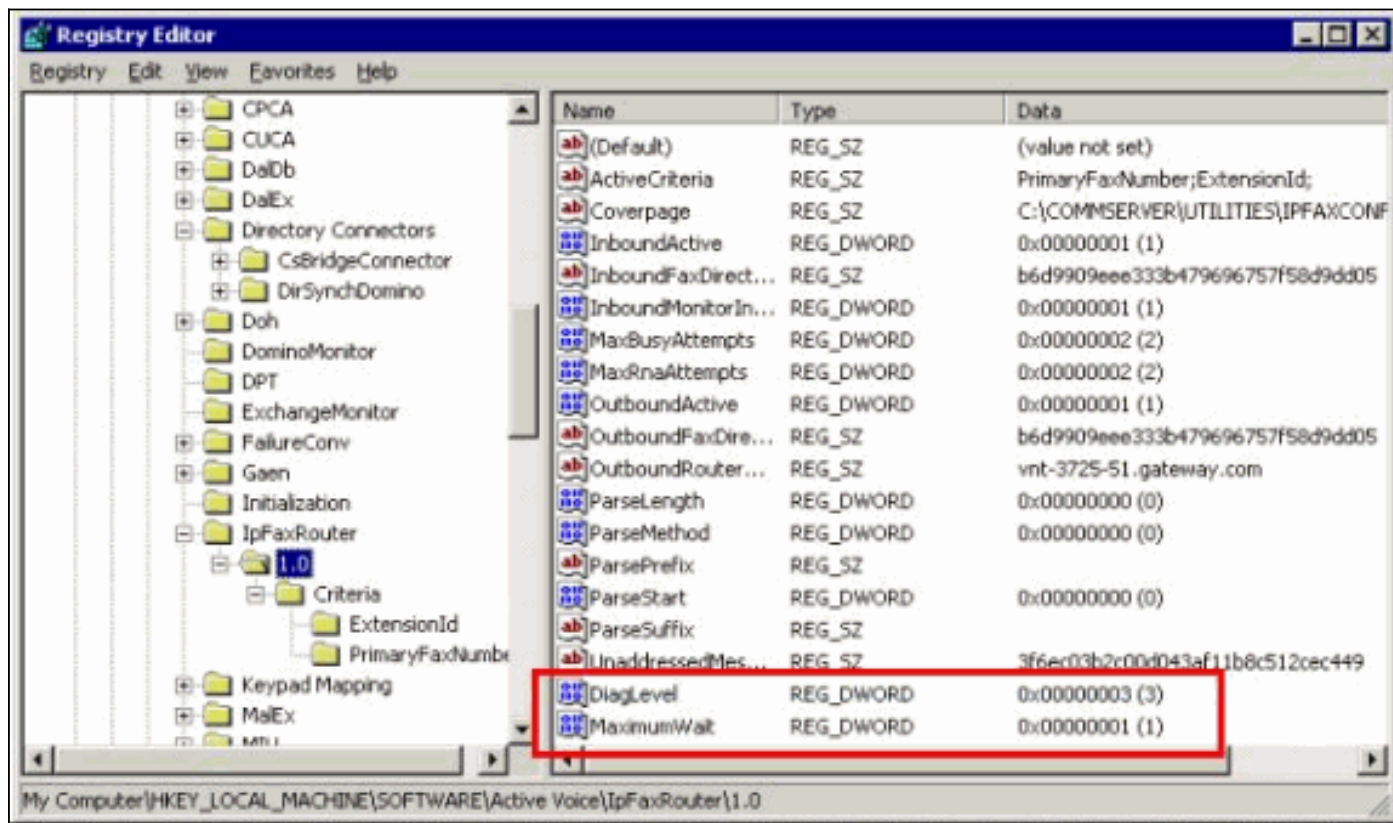 Registry Editor
Registry Edit View Favorites Help
CPCA
CUCA
DalDb
DalEx
Directory Connectors
CsBridgeConnector
DirSynchDomino
Doh
DominoMonitor
DPT
ExchangeMonitor
FailureConv
Gaen
Initialization
IpFaxRouter
1.0
Criteria
ExtensionId
PrimaryFaxNumbe
Keypad Mapping
MalEx
MIU
Name Type Data
(Default) REG_SZ (value not set)
ActiveCriteria REG_SZ PrimaryFaxNumber;ExtensionId;
Coverpage REG_SZ C:\COMMSERVER\UTILITIES\IPFAXCONF
InboundActive REG_DWORD 0x00000001 (1)
InboundFaxDirect... REG_SZ b6d9909eee333b479696757f58d9dd05
InboundMonitorIn... REG_DWORD 0x00000001 (1)
MaxBusyAttempts REG_DWORD 0x00000002 (2)
MaxRnaAttempts REG_DWORD 0x00000002 (2)
OutboundActive REG_DWORD 0x00000001 (1)
OutboundFaxDire... REG_SZ b6d9909eee333b479696757f58d9dd05
OutboundRouter... REG_SZ vnt-3725-51.gateway.com
ParseLength REG_DWORD 0x00000000 (0)
ParseMethod REG_DWORD 0x00000000 (0)
ParsePrefix REG_SZ
ParseStart REG_DWORD 0x00000000 (0)
ParseSuffix REG_SZ
UnaddressedMes... REG_SZ 3f6ec03b2c00d043af11b8c512cec449
DiagLevel REG_DWORD 0x00000003 (3)
MaximumWait REG_DWORD 0x00000001 (1)
My Computer\HKEY_LOCAL_MACHINE\SOFTWARE\Active Voice\IpFaxRouter\1.0